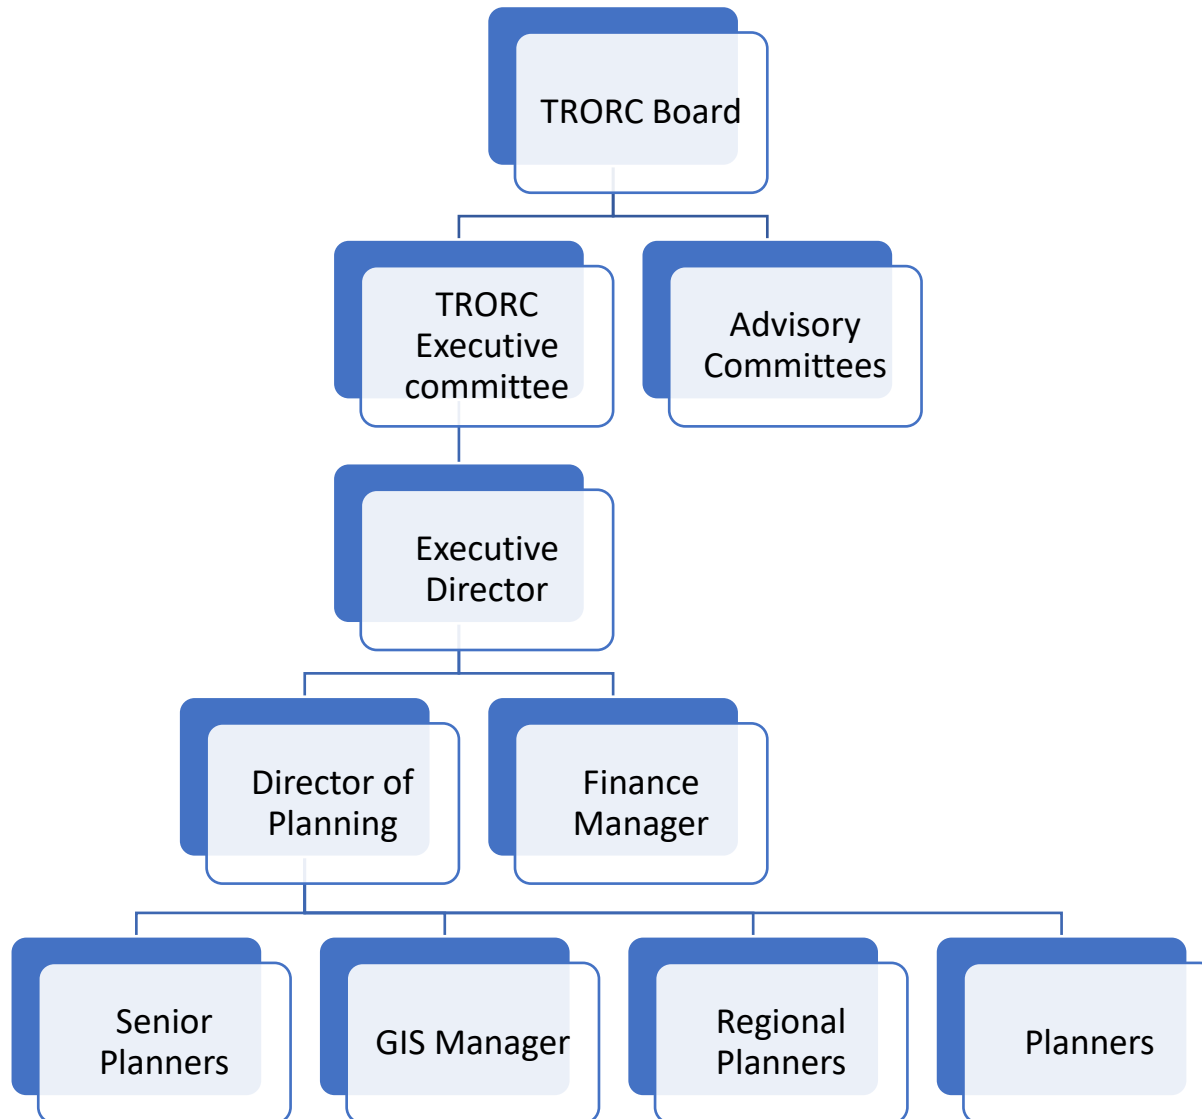 TRORC Board
TRORC
Executive
committee
Advisory
Committees
Executive
Director
Director of
Planning
Finance
Manager
Senior
Planners
GIS Manager
Regional
Planners
Planners